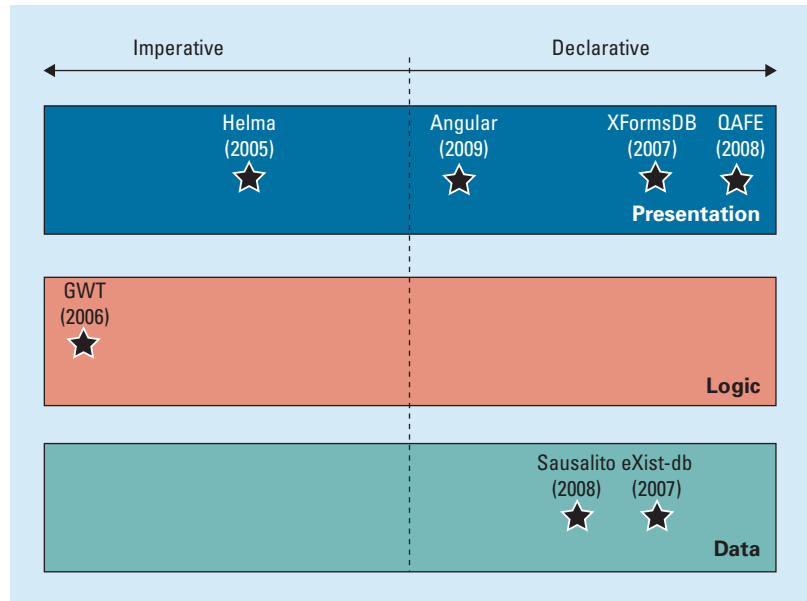 Imperative Declarative
Helma Angular XFormsDB QAFE
(2005) (2009) (2007) (2008)
Presentation
GWT
(2006)
Logic
Sausalito eXist-db
(2008) (2007)
Data